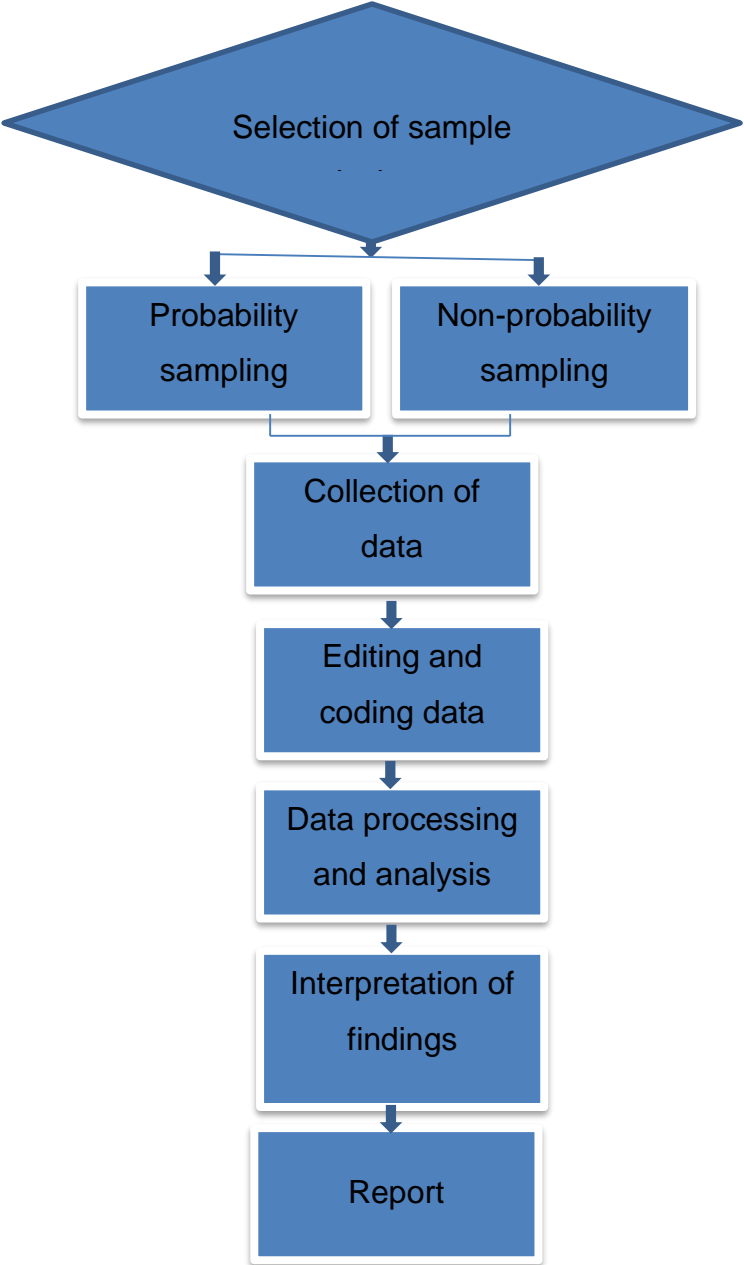 Selection of sample
Probability
sampling
Non-probability
sampling
Collection of
data
Editing and
coding data
Data processing
and analysis
Interpretation of
findings
Report